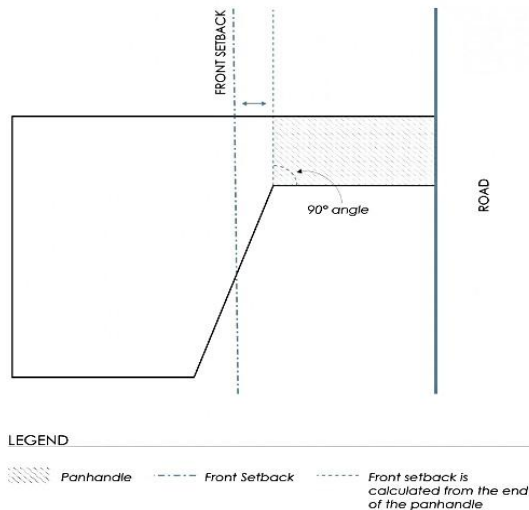 FRONT SETBACK
90° angle
ROAD
LEGEND
Panhandle
Front Setback
Front setback is
calculated from the end
of the panhandle